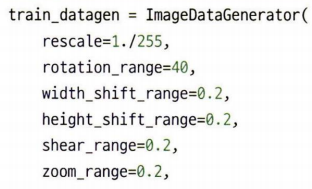 train_datagen = ImageDataGenerator(
    rescale=1./255,
    rotation_range=40,
    width_shift_range=0.2,
    height_shift_range=0.2,
    shear_range=0.2,
    zoom_range=0.2,